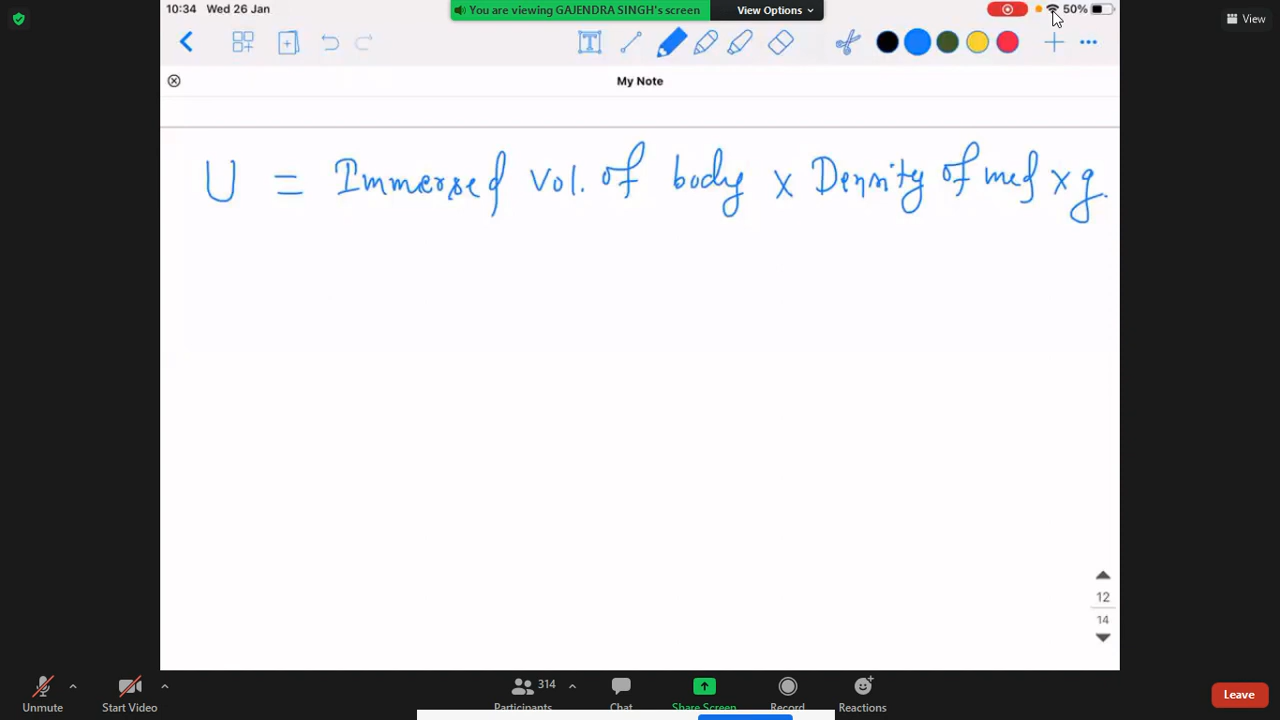 10:34 Wed 26 Jan
You are viewing GAJENDRA SINGH's screen
View Options
50%
View
T
My Note
U = Immersed vol. of body x Density of med x g.
12
14
Unmute
Start Video
314
Participants
Chat
Share Screen
Record
Reactions
Leave